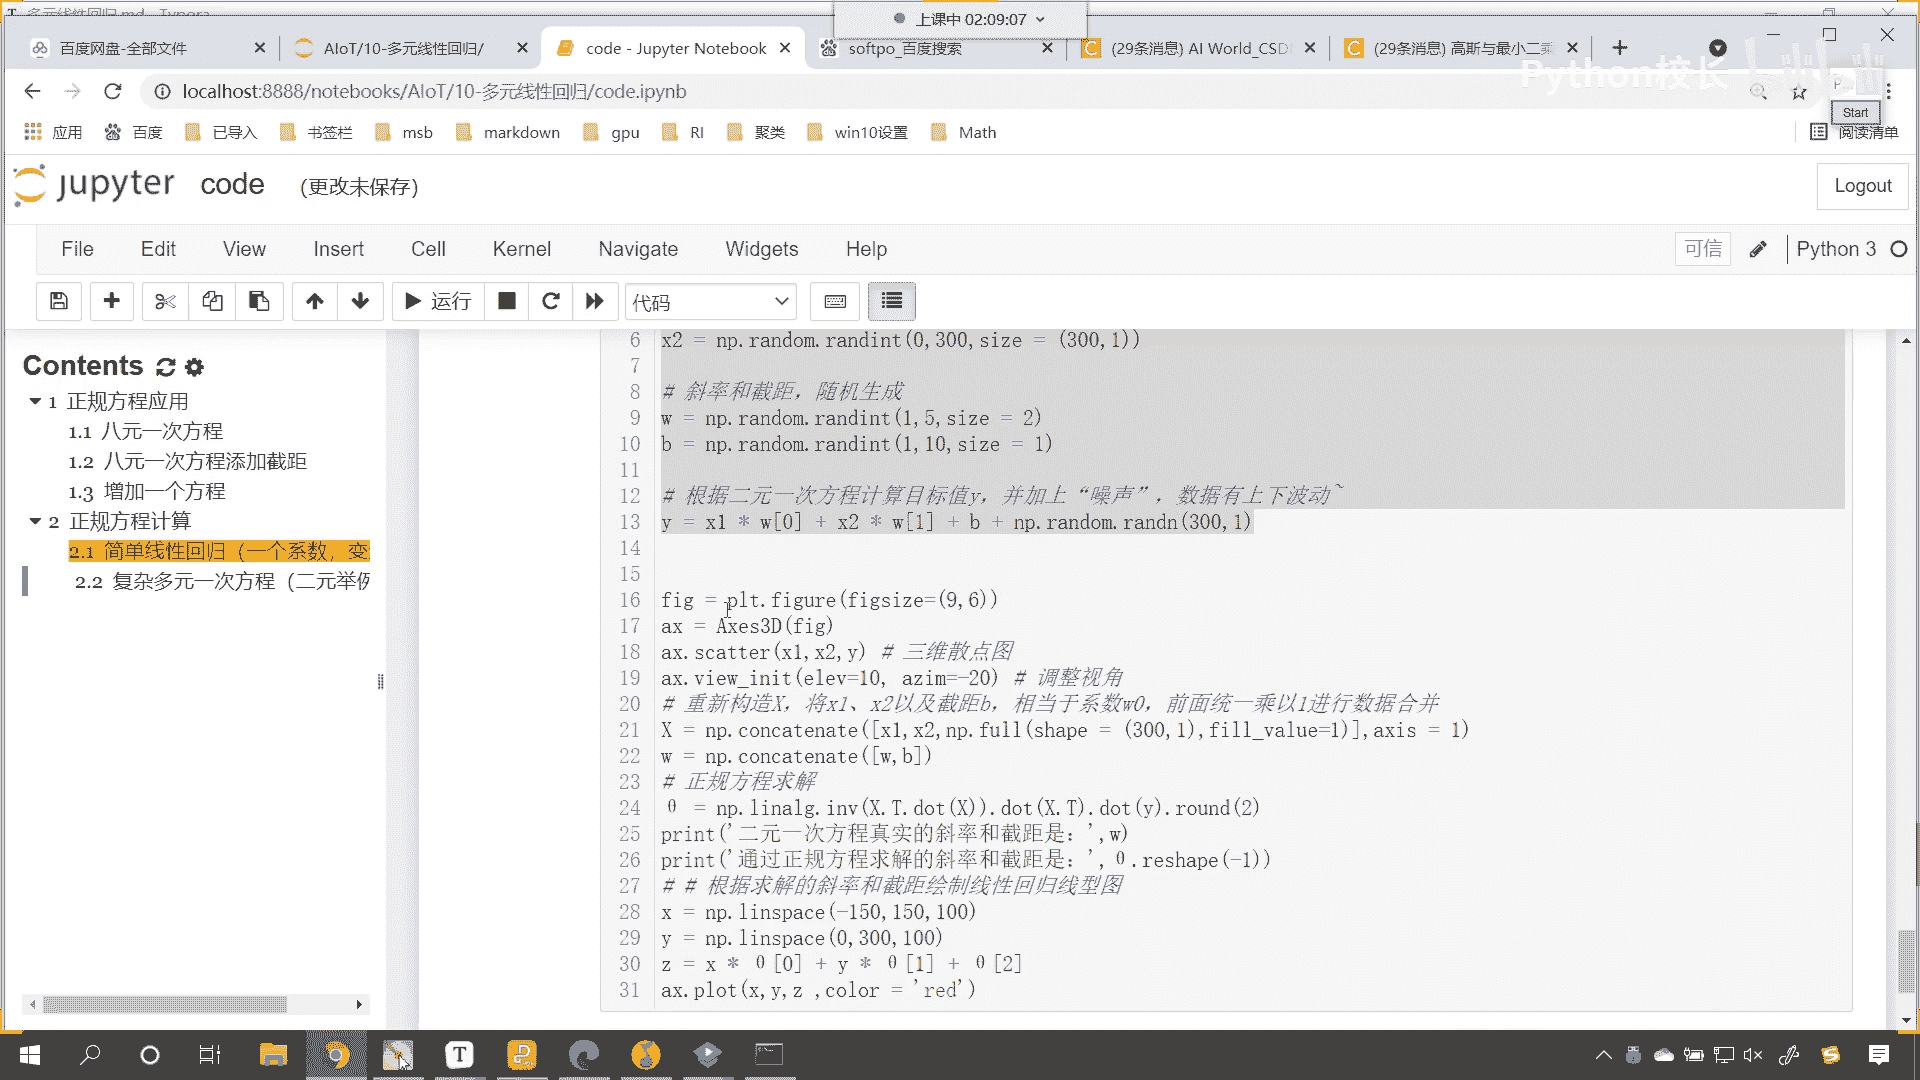 上课中 02:09:07
百度网盘-全部文件
AIoT/10-多元线性回归/
code - Jupyter Notebook
softpo_百度搜索
(29条消息) AI World_CSD
(29条消息) 高斯与最小二乘
Python校长
localhost:8888/notebooks/AIoT/10-多元线性回归/code.ipynb
Start
应用
百度
已导入
书签栏
msb
markdown
gpu
RI
聚类
win10设置
Math
阅读清单
jupyter code (更改未保存)
Logout
File Edit View Insert Cell Kernel Navigate Widgets Help
可信
Python 3
运行
代码
Contents
1 正规方程应用
1.1 八元一次方程
1.2 八元一次方程添加截距
1.3 增加一个方程
2 正规方程计算
2.1 简单线性回归（一个系数，变
2.2 复杂多元一次方程（二元举例
6 x2 = np.random.randint(0,300,size = (300,1))
7
8 # 斜率和截距，随机生成
9 w = np.random.randint(1,5,size = 2)
10 b = np.random.randint(1,10,size = 1)
11
12 # 根据二元一次方程计算目标值y，并加上“噪声”，数据有上下波动~
13 y = x1 * w[0] + x2 * w[1] + b + np.random.randn(300,1)
14
15
16 fig = plt.figure(figsize=(9,6))
17 ax = Axes3D(fig)
18 ax.scatter(x1,x2,y) # 三维散点图
19 ax.view_init(elev=10, azim=-20) # 调整视角
20 # 重新构造X，将x1、x2以及截距b，相当于系数w0，前面统一乘以1进行数据合并
21 X = np.concatenate([x1,x2,np.full(shape = (300,1),fill_value=1)],axis = 1)
22 w = np.concatenate([w,b])
23 # 正规方程求解
24 θ = np.linalg.inv(X.T.dot(X)).dot(X.T).dot(y).round(2)
25 print('二元一次方程真实的斜率和截距是：',w)
26 print('通过正规方程求解的斜率和截距是：',θ.reshape(-1))
27 # # 根据求解的斜率和截距绘制线性回归线型图
28 x = np.linspace(-150,150,100)
29 y = np.linspace(0,300,100)
30 z = x * θ[0] + y * θ[1] + θ[2]
31 ax.plot(x,y,z ,color = 'red')